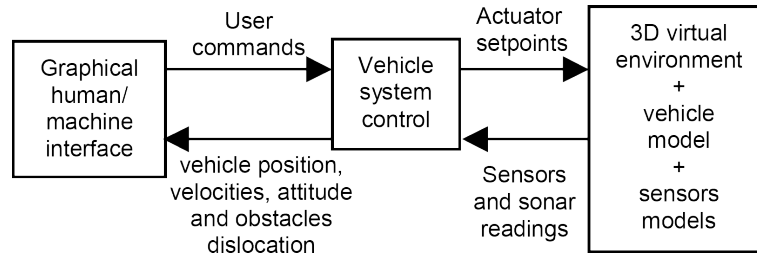 Graphical
human/
machine
interface
User
commands
vehicle position,
velocities, attitude
and obstacles
dislocation
Vehicle
system
control
Actuator
setpoints
Sensors
and sonar
readings
3D virtual
environment
+
vehicle
model
+
sensors
models